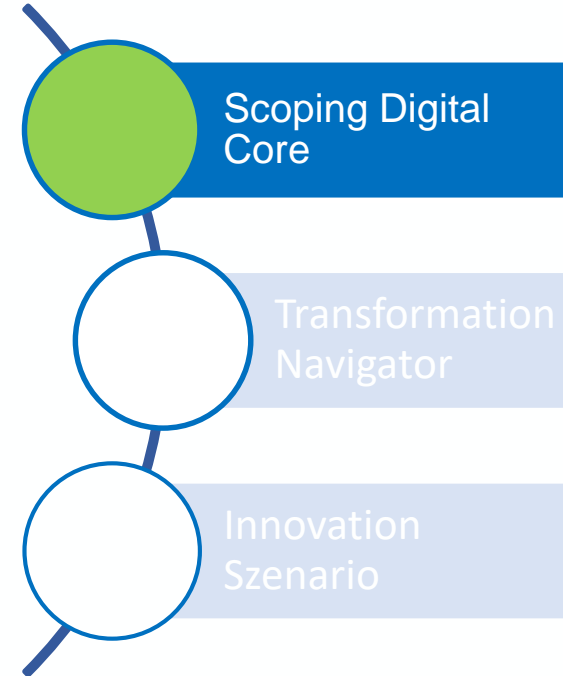 Scoping Digital
Core
Transformation
Navigator
Innovation
Szenario